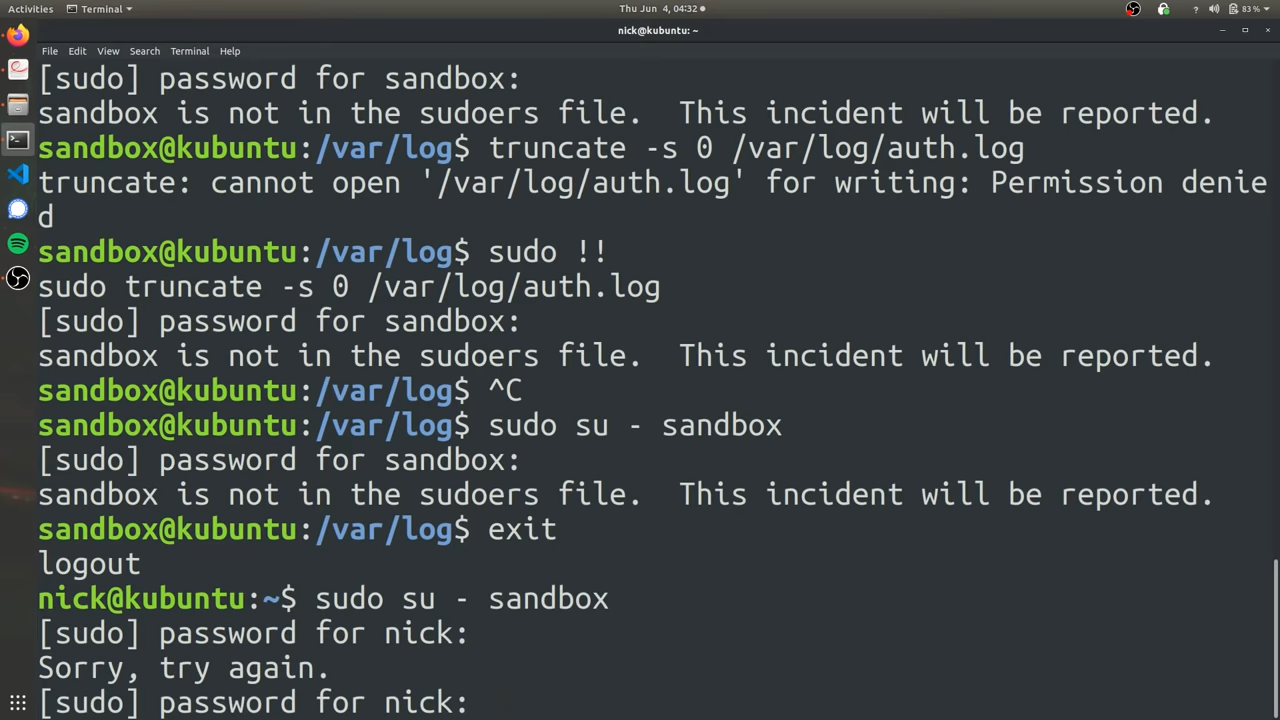 Activities Terminal Thu Jun 4, 04:32 ? 83 %
nick@kubuntu: ~
File Edit View Search Terminal Help
[sudo] password for sandbox:
sandbox is not in the sudoers file.  This incident will be reported.
sandbox@kubuntu:/var/log$ truncate -s 0 /var/log/auth.log
truncate: cannot open '/var/log/auth.log' for writing: Permission denie
d
sandbox@kubuntu:/var/log$ sudo !!
sudo truncate -s 0 /var/log/auth.log
[sudo] password for sandbox:
sandbox is not in the sudoers file.  This incident will be reported.
sandbox@kubuntu:/var/log$ ^C
sandbox@kubuntu:/var/log$ sudo su - sandbox
[sudo] password for sandbox:
sandbox is not in the sudoers file.  This incident will be reported.
sandbox@kubuntu:/var/log$ exit
logout
nick@kubuntu:~$ sudo su - sandbox
[sudo] password for nick:
Sorry, try again.
[sudo] password for nick: